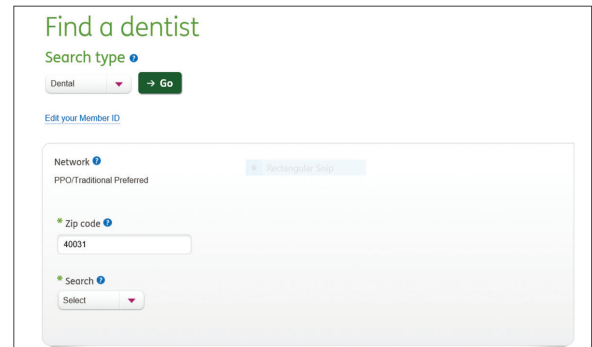 Find a dentist
Search type ?
Dental → Go
Edit your Member ID
Network ?
Rectangular Snip
PPO/Traditional Preferred
* Zip code ?
40031
* Search ?
Select